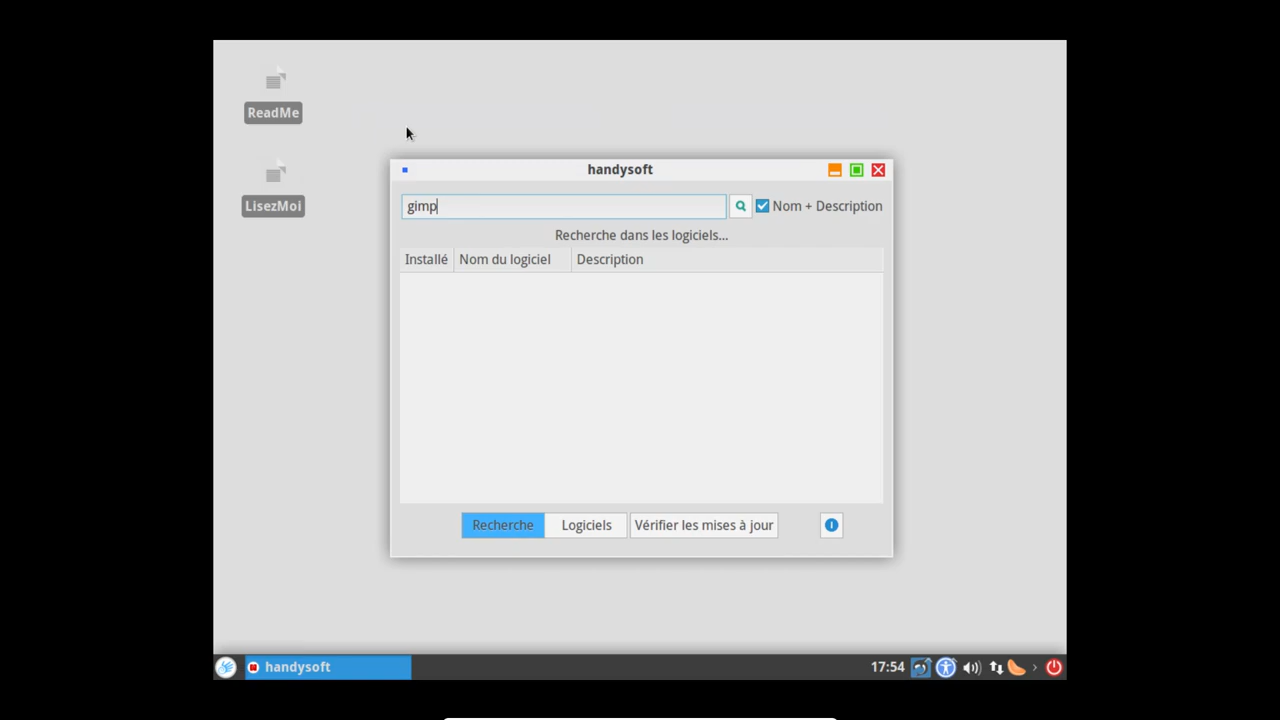 ReadMe
LisezMoi
handysoft
gimp
Nom + Description
Recherche dans les logiciels...
Installé Nom du logiciel Description
Recherche Logiciels Vérifier les mises à jour
handysoft
17:54